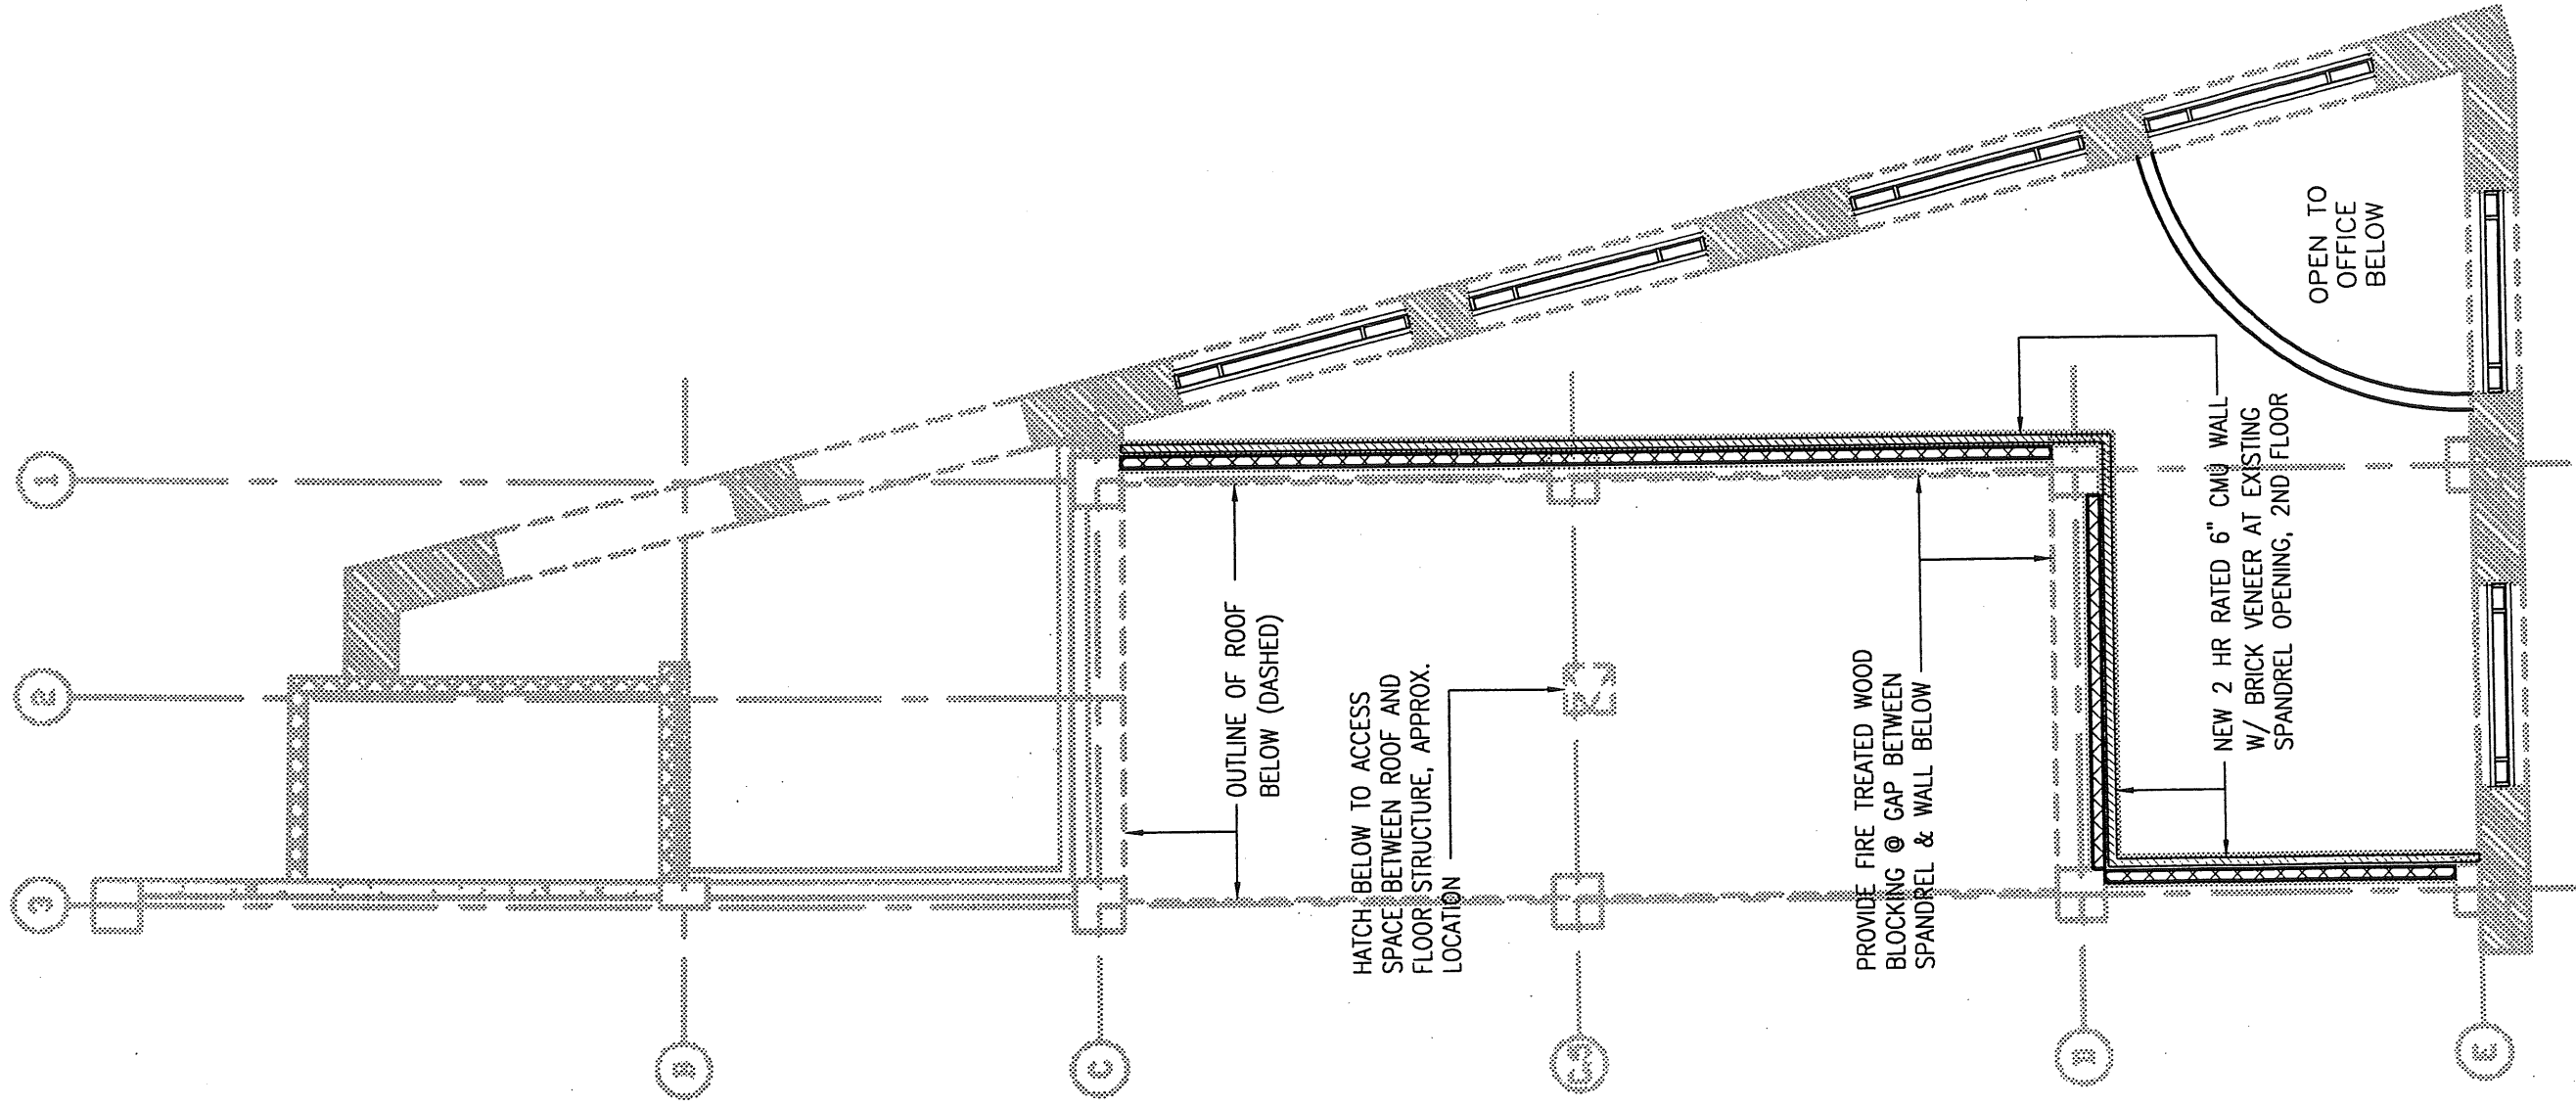 1
2
3
OUTLINE OF ROOF
BELOW (DASHED)
HATCH BELOW TO ACCESS
SPACE BETWEEN ROOF AND
FLOOR STRUCTURE, APPROX.
LOCATION
PROVIDE FIRE TREATED WOOD
BLOCKING @ GAP BETWEEN
SPANDREL & WALL BELOW
NEW 2 HR RATED 6" CMU WALL
W/ BRICK VENEER AT EXISTING
SPANDREL OPENING, 2ND FLOOR
OPEN TO
OFFICE
BELOW
B
C
C.5
D
E